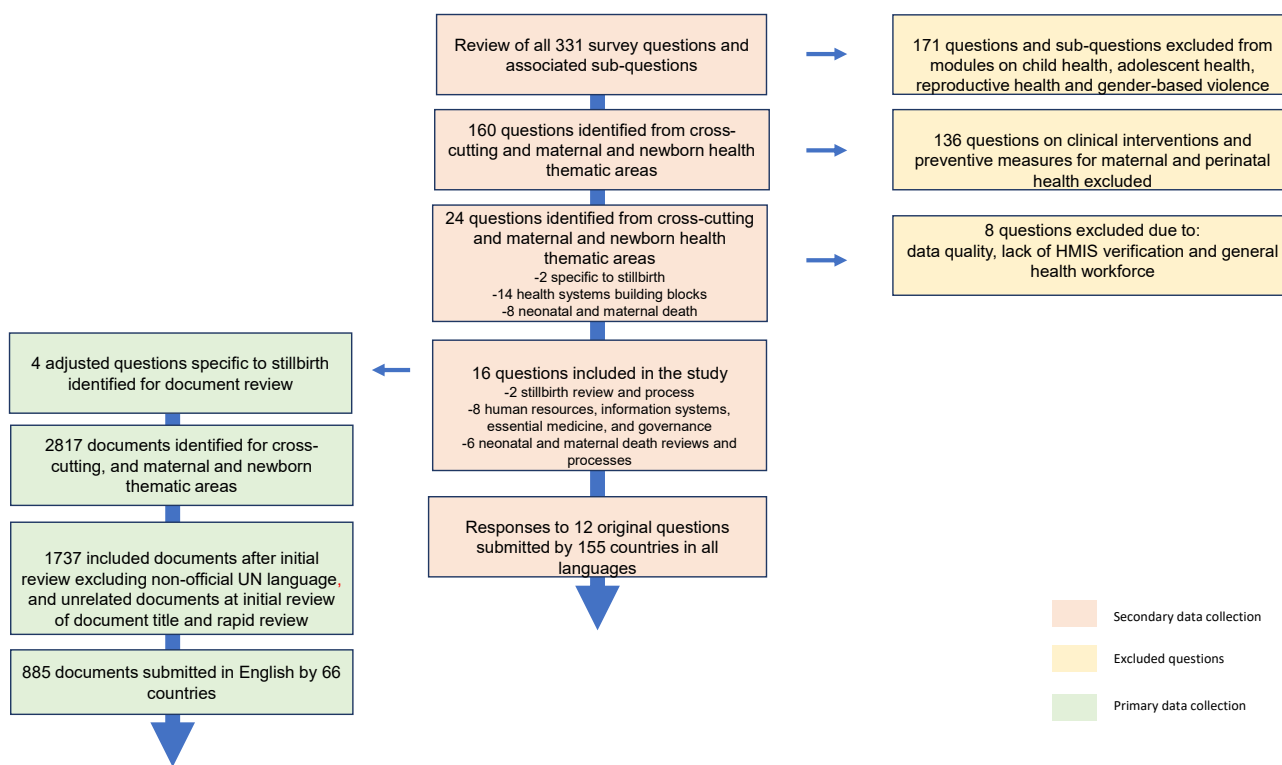 Review of all 331 survey questions and
associated sub-questions
171 questions and sub-questions excluded from
modules on child health, adolescent health,
reproductive health and gender-based violence
160 questions identified from cross-
cutting and maternal and newborn health
thematic areas
136 questions on clinical interventions and
preventive measures for maternal and perinatal
health excluded
24 questions identified from cross-cutting
and maternal and newborn health
thematic areas
-2 specific to stillbirth
-14 health systems building blocks
-8 neonatal and maternal death
8 questions excluded due to:
data quality, lack of HMIS verification and general
health workforce
4 adjusted questions specific to stillbirth
identified for document review
16 questions included in the study
-2 stillbirth review and process
-8 human resources, information systems,
essential medicine, and governance
-6 neonatal and maternal death reviews and
processes
2817 documents identified for cross-
cutting, and maternal and newborn
thematic areas
Responses to 12 original questions
submitted by 155 countries in all
languages
1737 included documents after initial
review excluding non-official UN language,
and unrelated documents at initial review
of document title and rapid review
885 documents submitted in English by 66
countries
Secondary data collection
Excluded questions
Primary data collection